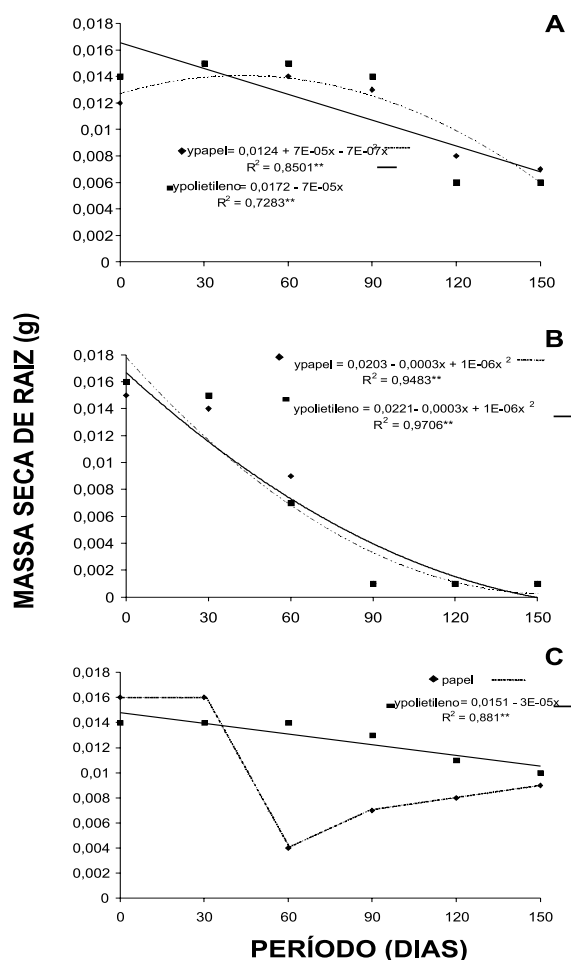 A
0,018
0,016
0,014
0,012
0,01
0,008
0,006
0,004
0,002
0
ypapel= 0,0124 + 7E-05x - 7E-07x²
R² = 0,8501**
ypolietileno= 0,0172 - 7E-05x
R² = 0,7283**
0 30 60 90 120 150
MASSA SECA DE RAIZ (g)
B
0,018
0,016
0,014
0,012
0,01
0,008
0,006
0,004
0,002
0
ypapel = 0,0203 - 0,0003x + 1E-06x ²
R² = 0,9483**
ypolietileno = 0,0221- 0,0003x + 1E-06x ²
R² = 0,9706**
0 30 60 90 120 150
C
0,018
0,016
0,014
0,012
0,01
0,008
0,006
0,004
0,002
0
papel
ypolietileno= 0,0151 - 3E-05x
R² = 0,881**
0 30 60 90 120 150
PERÍODO (DIAS)